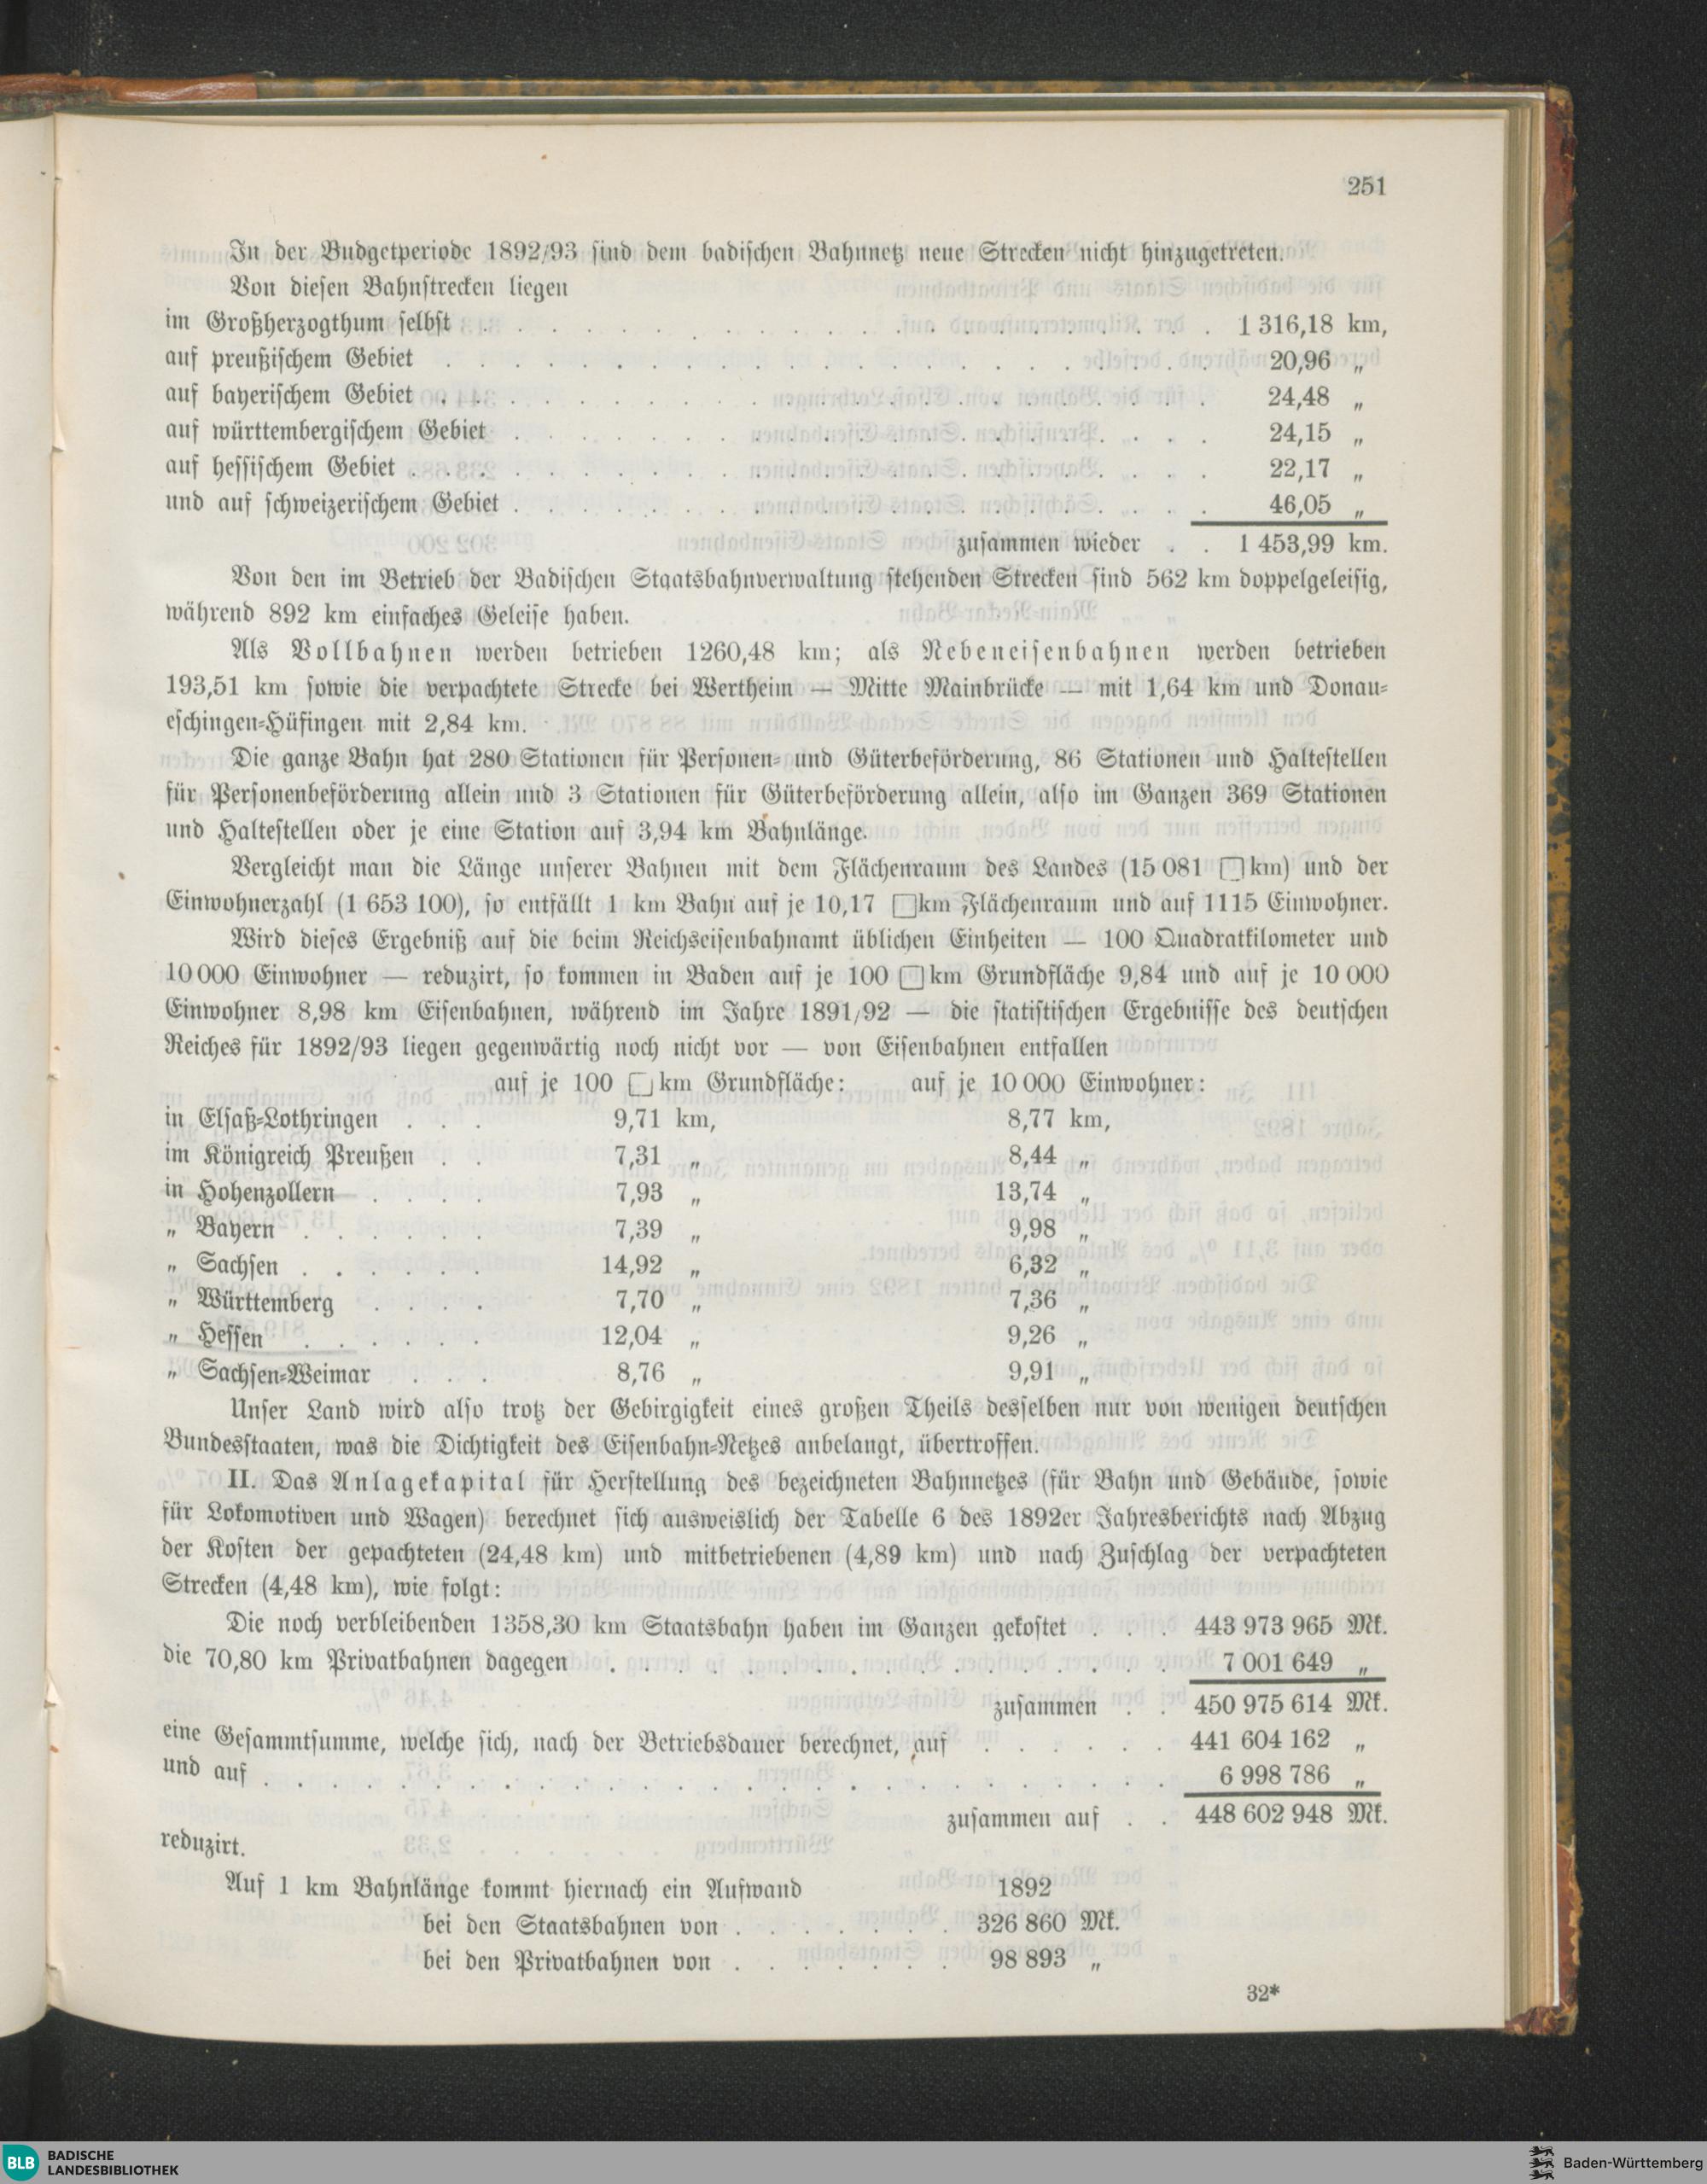 251
In der Budgetperiode 1892/93 sind dem badischen Bahnnetz neue Strecken nicht hinzugetreten.
Von diesen Bahnstrecken liegen
im Großherzogthum selbst . . . . . . . . . . 1 316,18 km,
auf preußischem Gebiet . . . . . . . . . . 20,96 „
auf bayerischem Gebiet . . . . . . . . . . 24,48 „
auf württembergischem Gebiet . . . . . . . . . . 24,15 „
auf hessischem Gebiet . . . . . . . . . . 22,17 „
und auf schweizerischem Gebiet . . . . . . . . . . 46,05 „
zusammen wieder . . 1 453,99 km.
Von den im Betrieb der Badischen Staatsbahnverwaltung stehenden Strecken sind 562 km doppelgeleisig,
während 892 km einfaches Geleise haben.
Als Vollbahnen werden betrieben 1260,48 km; als Nebeneisenbahnen werden betrieben
193,51 km sowie die verpachtete Strecke bei Wertheim — Mitte Mainbrücke — mit 1,64 km und Donau-
eschingen-Hüfingen mit 2,84 km.
Die ganze Bahn hat 280 Stationen für Personen- und Güterbeförderung, 86 Stationen und Haltestellen
für Personenbeförderung allein und 3 Stationen für Güterbeförderung allein, also im Ganzen 369 Stationen
und Haltestellen oder je eine Station auf 3,94 km Bahnlänge.
Vergleicht man die Länge unserer Bahnen mit dem Flächenraum des Landes (15 081 □km) und der
Einwohnerzahl (1 653 100), so entfällt 1 km Bahn auf je 10,17 □km Flächenraum und auf 1115 Einwohner.
Wird dieses Ergebniß auf die beim Reichseisenbahnamt üblichen Einheiten — 100 Quadratkilometer und
10 000 Einwohner — reduzirt, so kommen in Baden auf je 100 □km Grundfläche 9,84 und auf je 10 000
Einwohner 8,98 km Eisenbahnen, während im Jahre 1891/92 — die statistischen Ergebnisse des deutschen
Reiches für 1892/93 liegen gegenwärtig noch nicht vor — von Eisenbahnen entfallen
auf je 100 □km Grundfläche: auf je 10 000 Einwohner:
in Elsaß-Lothringen . . . 9,71 km, 8,77 km,
im Königreich Preußen . . 7,31 „ 8,44 „
in Hohenzollern . . . . 7,93 „ 13,74 „
„ Bayern . . . . . . 7,39 „ 9,98 „
„ Sachsen . . . . . . 14,92 „ 6,32 „
„ Württemberg . . . . 7,70 „ 7,36 „
„ Hessen . . . . . . 12,04 „ 9,26 „
„ Sachsen-Weimar . . . 8,76 „ 9,91 „
Unser Land wird also trotz der Gebirgigkeit eines großen Theils desselben nur von wenigen deutschen
Bundesstaaten, was die Dichtigkeit des Eisenbahn-Netzes anbelangt, übertroffen.
II. Das Anlagekapital für Herstellung des bezeichneten Bahnnetzes (für Bahn und Gebäude, sowie
für Lokomotiven und Wagen) berechnet sich ausweislich der Tabelle 6 des 1892er Jahresberichts nach Abzug
der Kosten der gepachteten (24,48 km) und mitbetriebenen (4,89 km) und nach Zuschlag der verpachteten
Strecken (4,48 km), wie folgt:
Die noch verbleibenden 1358,30 km Staatsbahn haben im Ganzen gekostet . . . 443 973 965 Mk.
die 70,80 km Privatbahnen dagegen . . . . . . . . . . 7 001 649 „
zusammen . . 450 975 614 Mk.
eine Gesammtsumme, welche sich, nach der Betriebsdauer berechnet, auf . . . . . . 441 604 162 „
und auf . . . . . . . . . . 6 998 786 „
zusammen auf . . 448 602 948 Mk.
reduzirt.
Auf 1 km Bahnlänge kommt hiernach ein Aufwand 1892
bei den Staatsbahnen von . . . . . . 326 860 Mk.
bei den Privatbahnen von . . . . . . 98 893 „
32*
BLB BADISCHE
LANDESBIBLIOTHEK
Baden-Württemberg